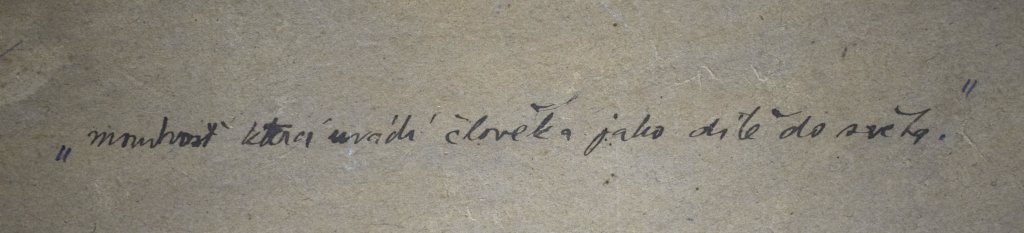 „moudrost která uvádí člověka jako dítě do světa."